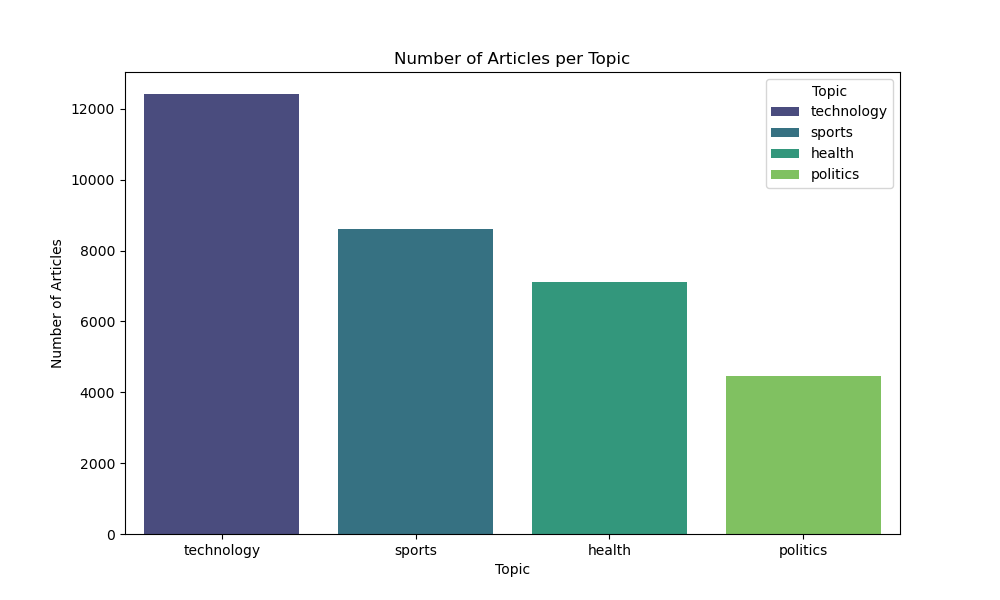 Number of Articles per Topic
Number of Articles
12000
10000
8000
6000
4000
2000
0
Topic
technology
sports
health
politics
technology sports health politics
Topic